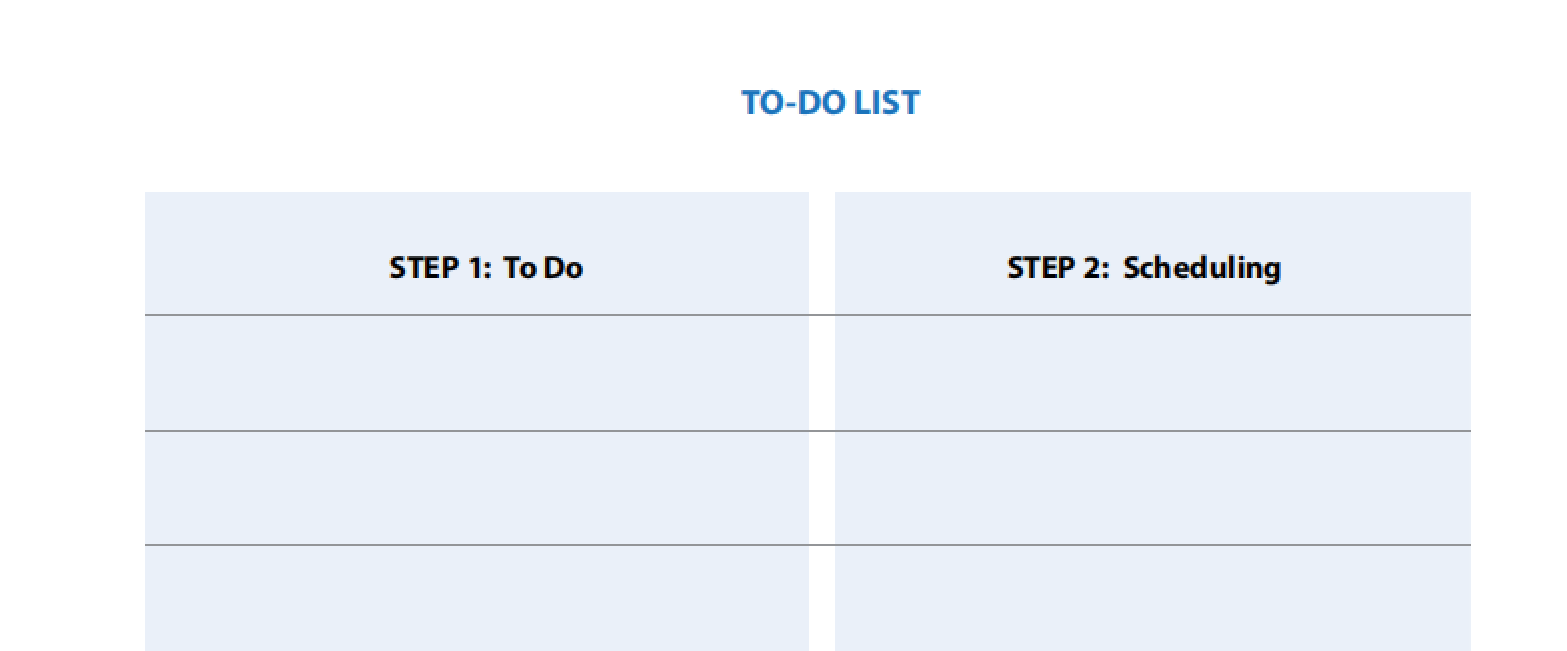 TO-DO LIST
STEP 1: To Do
STEP 2: Scheduling